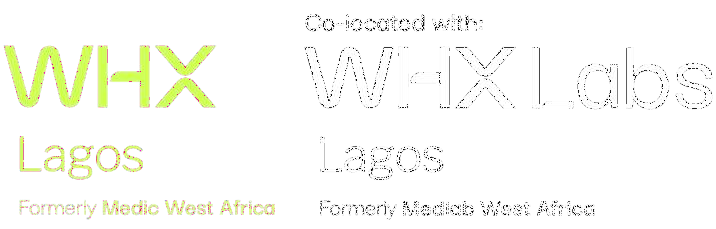 Co-located with:
WHX WHX Labs
Lagos Lagos
Formerly Medic West Africa Formerly Medlab West Africa